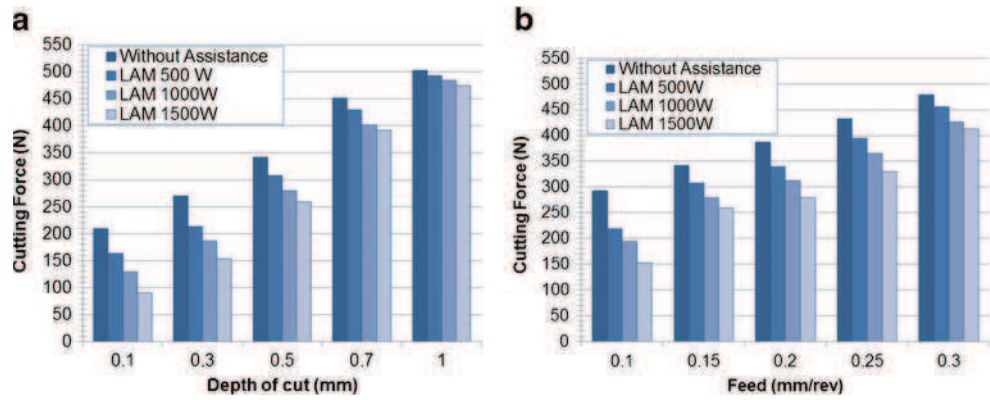 a
550
500
450
400
350
300
250
200
150
100
50
0
Cutting Force (N)
Without Assistance
LAM 500 W
LAM 1000W
LAM 1500W
0.1 0.3 0.5 0.7 1
Depth of cut (mm)
b
550
500
450
400
350
300
250
200
150
100
50
0
Cutting Force (N)
Without Assistance
LAM 500W
LAM 1000W
LAM 1500W
0.1 0.15 0.2 0.25 0.3
Feed (mm/rev)